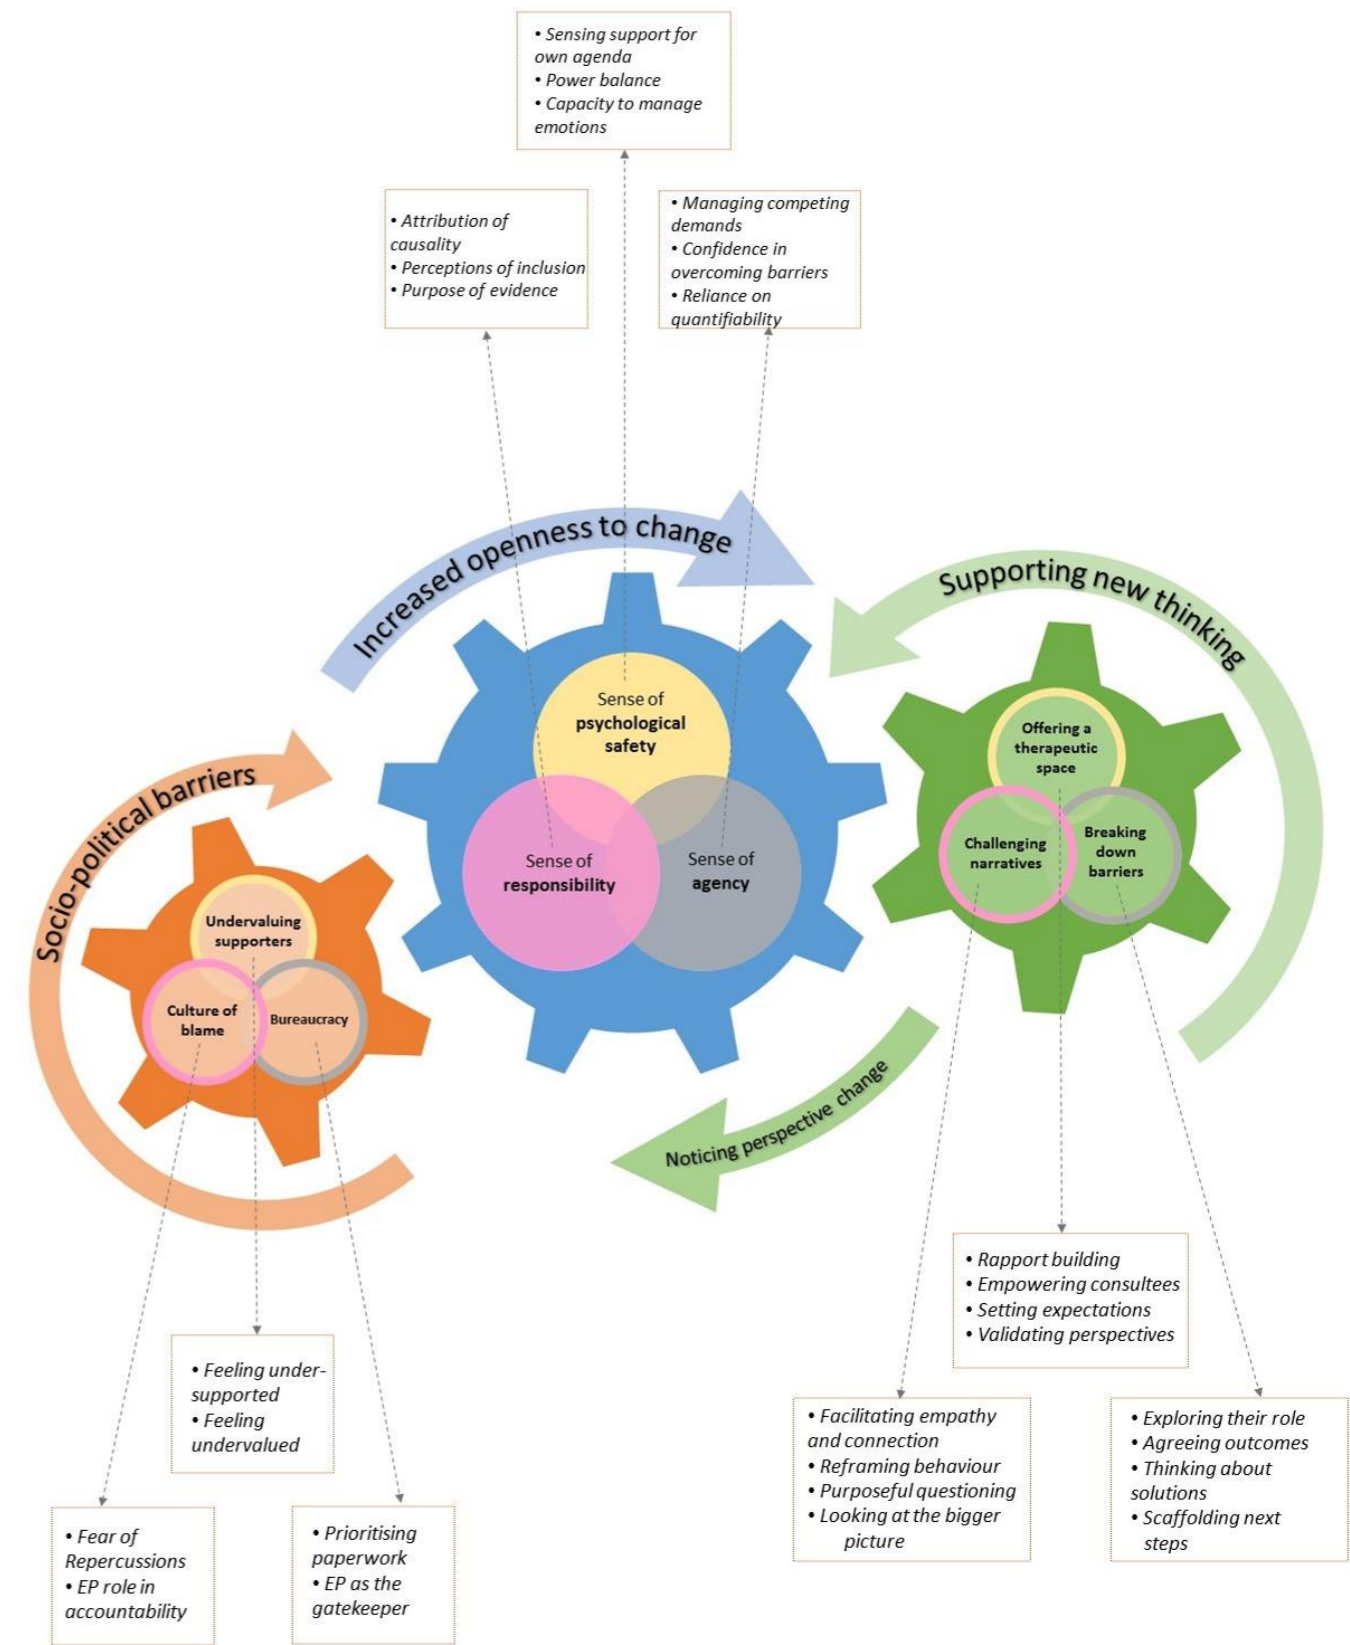 • Sensing support for
own agenda
• Power balance
• Capacity to manage
emotions
• Attribution of
causality
• Perceptions of inclusion
• Purpose of evidence
• Managing competing
demands
• Confidence in
overcoming barriers
• Reliance on
quantifiability
Increased openness to change
Supporting new thinking
Socio-political barriers
Noticing perspective change
Sense of
psychological
safety
Sense of
responsibility
Sense of
agency
Offering a
therapeutic
space
Challenging
narratives
Breaking
down
barriers
Undervaluing
supporters
Culture of
blame
Bureaucracy
• Rapport building
• Empowering consultees
• Setting expectations
• Validating perspectives
• Feeling under-
supported
• Feeling
undervalued
• Facilitating empathy
and connection
• Reframing behaviour
• Purposeful questioning
• Looking at the bigger
picture
• Exploring their role
• Agreeing outcomes
• Thinking about
solutions
• Scaffolding next
steps
• Fear of
Repercussions
• EP role in
accountability
• Prioritising
paperwork
• EP as the
gatekeeper